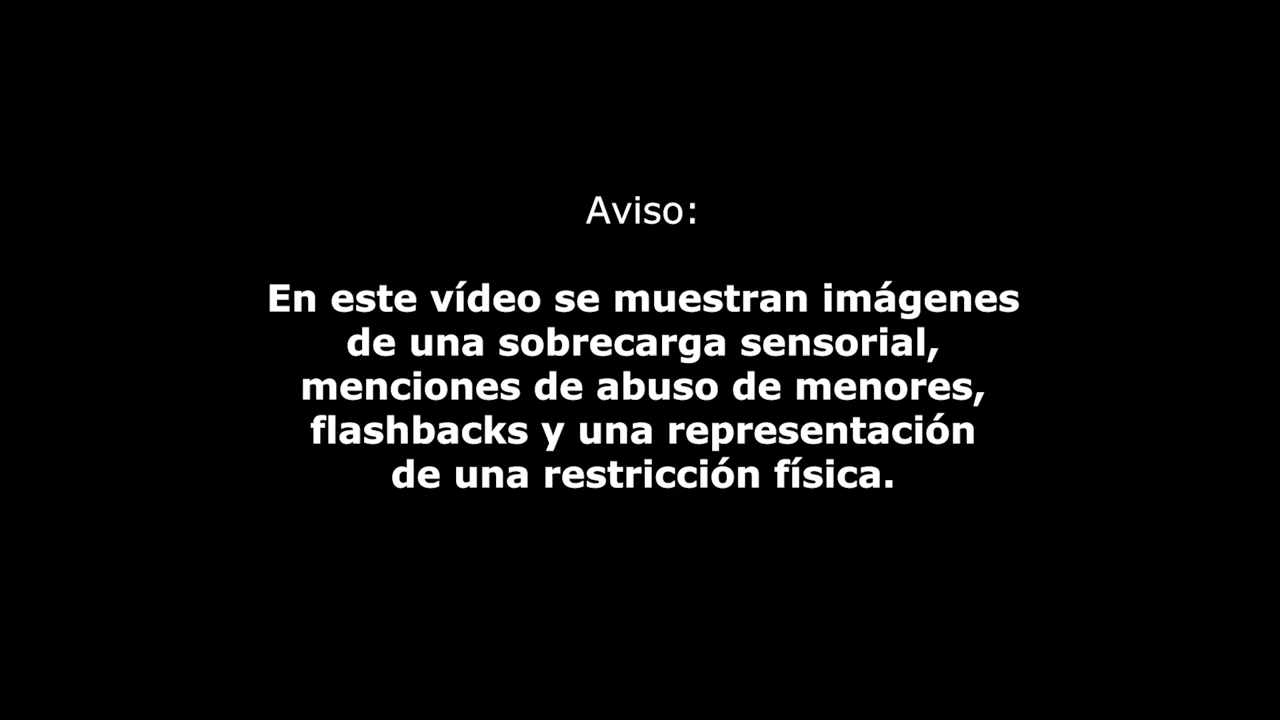 Aviso:
En este vídeo se muestran imágenes
de una sobrecarga sensorial,
menciones de abuso de menores,
flashbacks y una representación
de una restricción física.